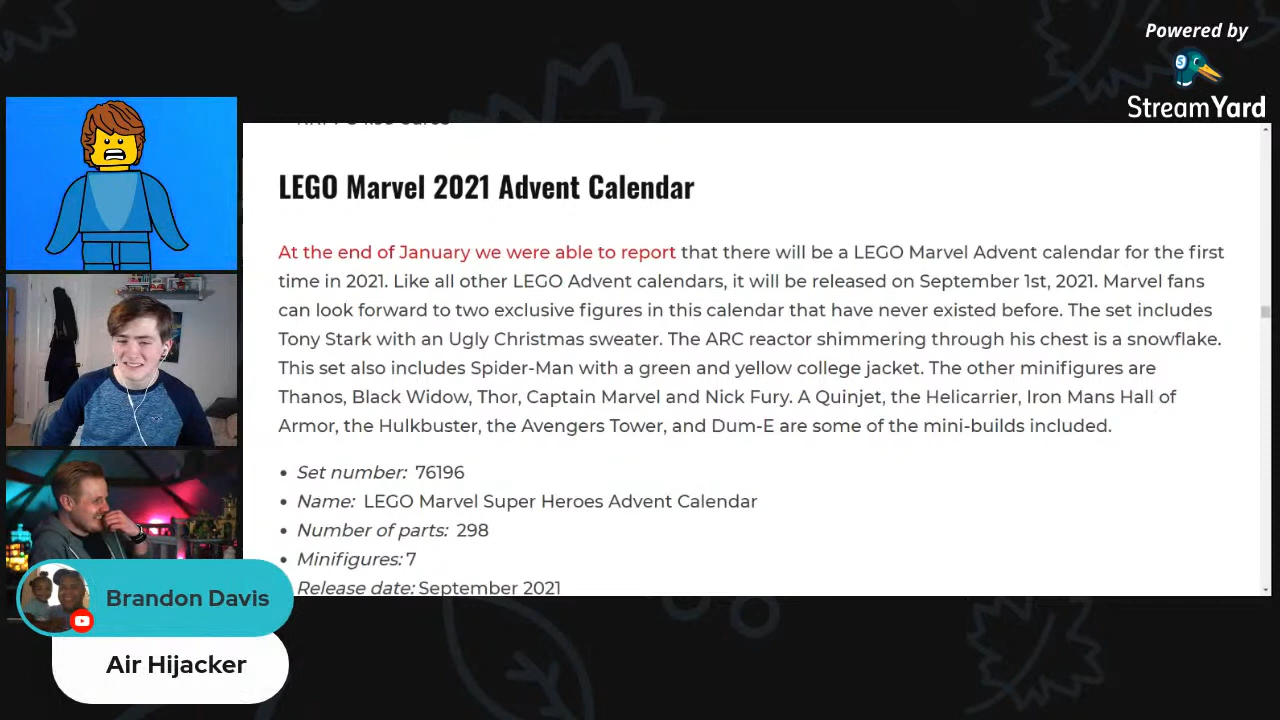 Powered by
StreamYard
LEGO Marvel 2021 Advent Calendar
At the end of January we were able to report that there will be a LEGO Marvel Advent calendar for the first
time in 2021. Like all other LEGO Advent calendars, it will be released on September 1st, 2021. Marvel fans
can look forward to two exclusive figures in this calendar that have never existed before. The set includes
Tony Stark with an Ugly Christmas sweater. The ARC reactor shimmering through his chest is a snowflake.
This set also includes Spider-Man with a green and yellow college jacket. The other minifigures are
Thanos, Black Widow, Thor, Captain Marvel and Nick Fury. A Quinjet, the Helicarrier, Iron Mans Hall of
Armor, the Hulkbuster, the Avengers Tower, and Dum-E are some of the mini-builds included.
• Set number: 76196
• Name: LEGO Marvel Super Heroes Advent Calendar
• Number of parts: 298
• Minifigures: 7
Release date: September 2021
Brandon Davis
Air Hijacker